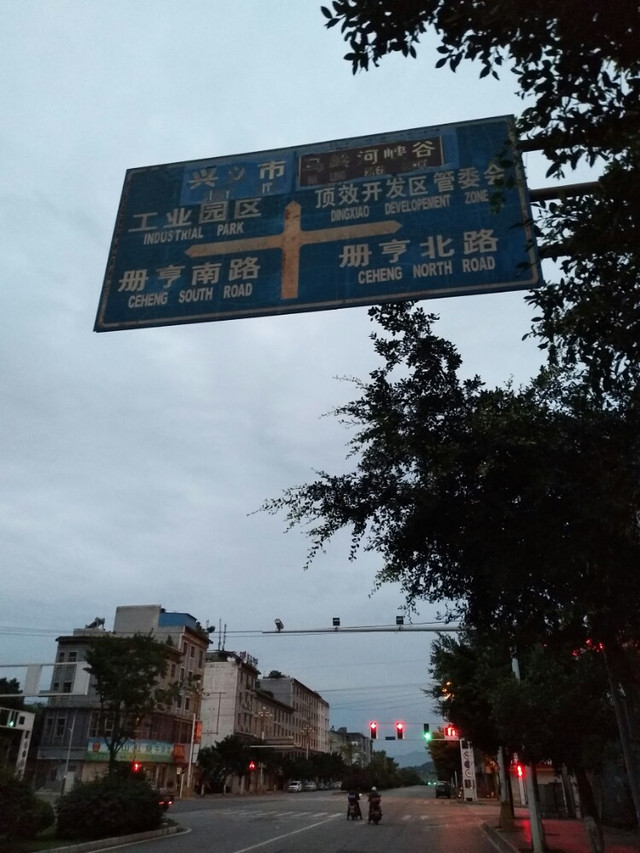 兴义市
马岭河峡谷
工业园区
INDUSTRIAL PARK
顶效开发区管委会
DINGXIAO DEVELOPEMENT ZONE
册亨南路
CEHENG SOUTH ROAD
册亨北路
CEHENG NORTH ROAD